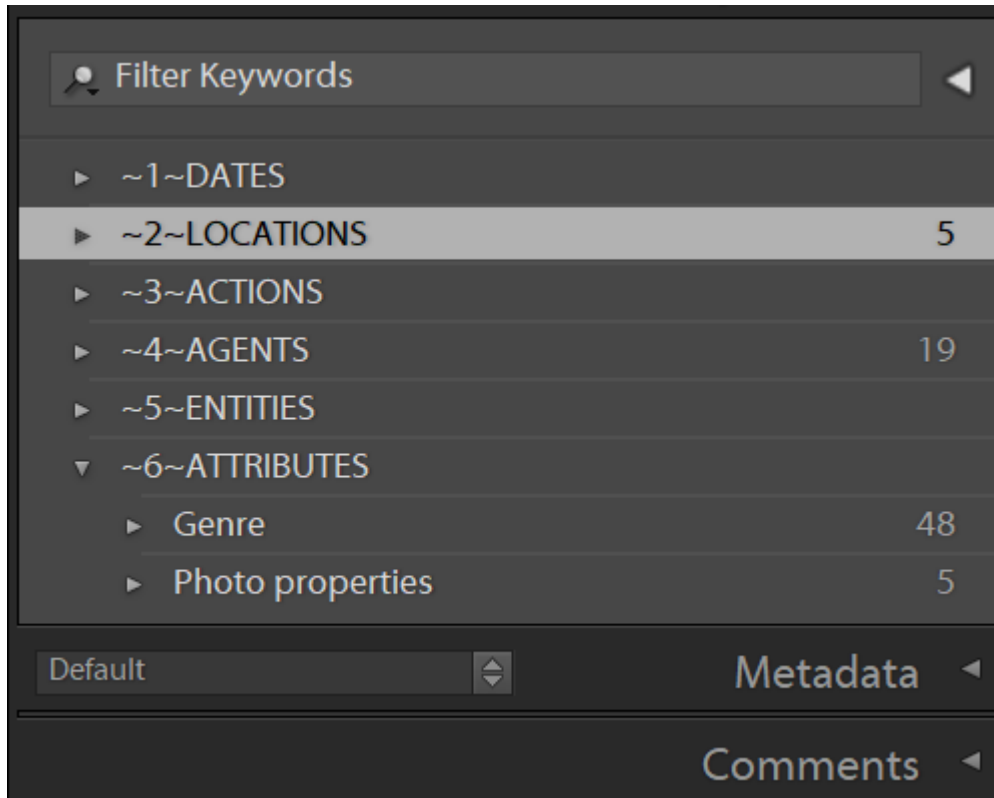 Filter Keywords
~1~DATES
~2~LOCATIONS 5
~3~ACTIONS
~4~AGENTS 19
~5~ENTITIES
~6~ATTRIBUTES
Genre 48
Photo properties 5
Default Metadata
Comments